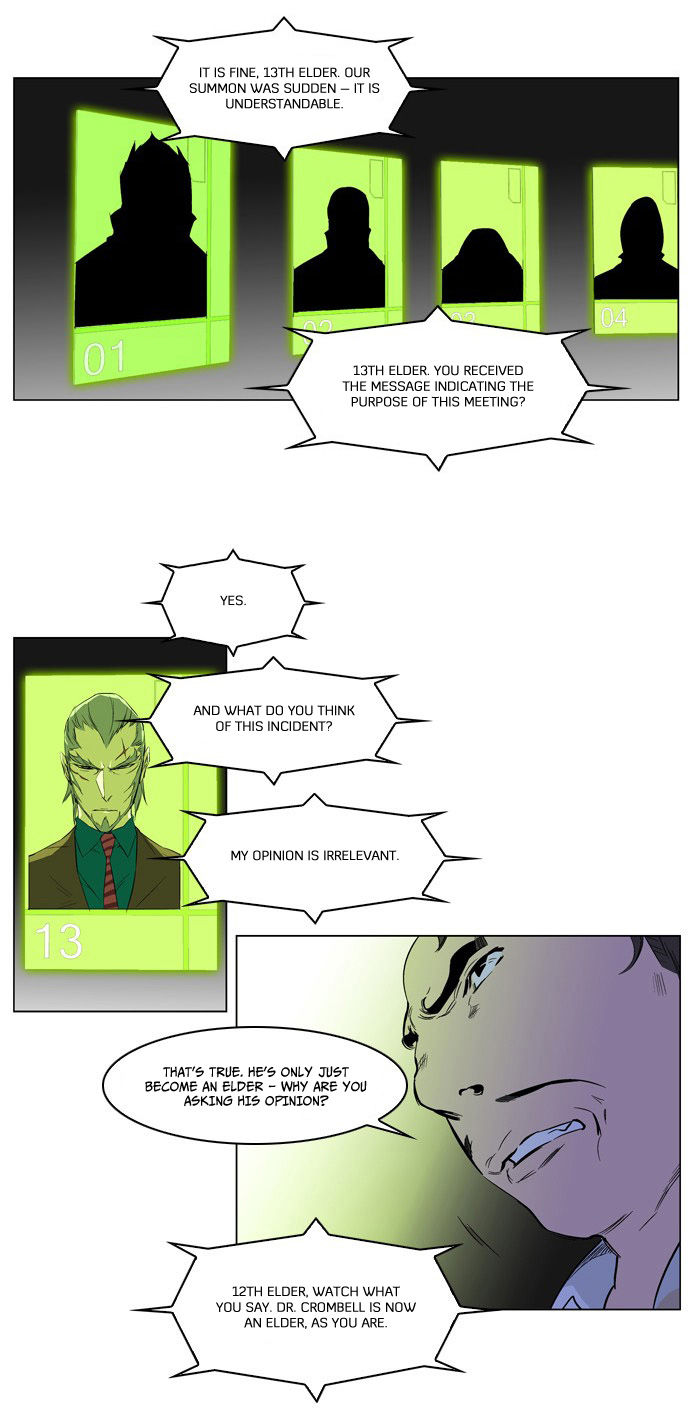 IT IS FINE, 13TH ELDER. OUR
SUMMON WAS SUDDEN – IT IS
UNDERSTANDABLE.
01
02
03
04
13TH ELDER. YOU RECEIVED
THE MESSAGE INDICATING THE
PURPOSE OF THIS MEETING?
YES.
AND WHAT DO YOU THINK
OF THIS INCIDENT?
MY OPINION IS IRRELEVANT.
13
THAT'S TRUE. HE'S ONLY JUST
BECOME AN ELDER – WHY ARE YOU
ASKING HIS OPINION?
12TH ELDER, WATCH WHAT
YOU SAY. DR. CROMBELL IS NOW
AN ELDER, AS YOU ARE.